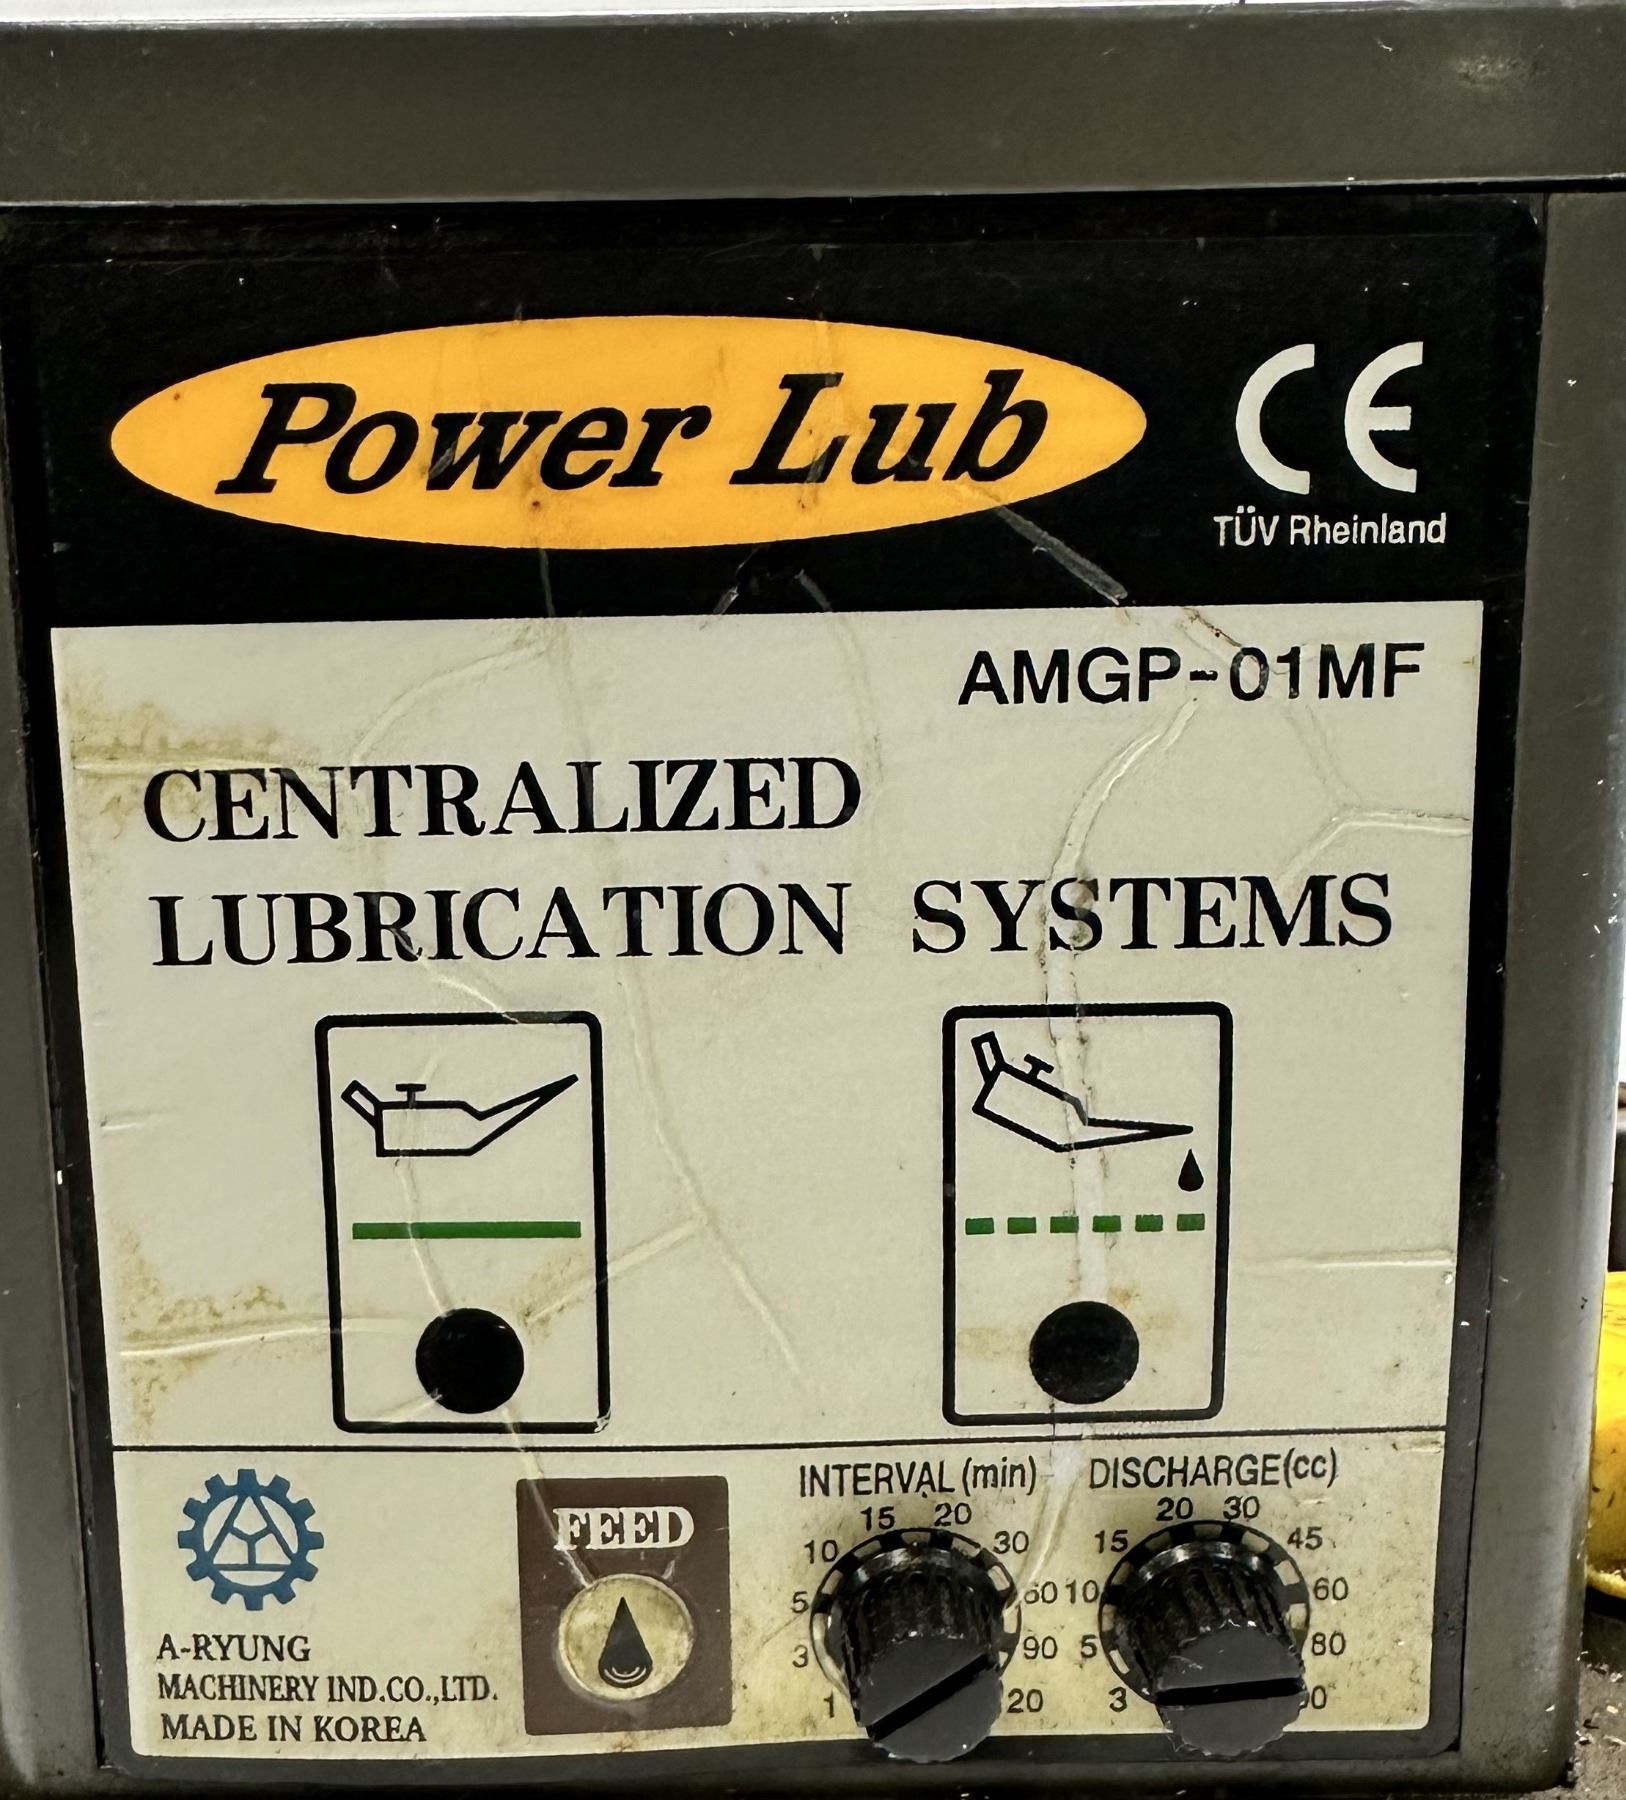 Power Lub
CE
TÜV Rheinland
AMGP-01MF
CENTRALIZED
LUBRICATION SYSTEMS
INTERVAL (min)
1
3
5
10
15
20
30
90
DISCHARGE(cc)
3
5
10
15
20
30
45
60
80
FEED
A-RYUNG
MACHINERY IND.CO.,LTD.
MADE IN KOREA